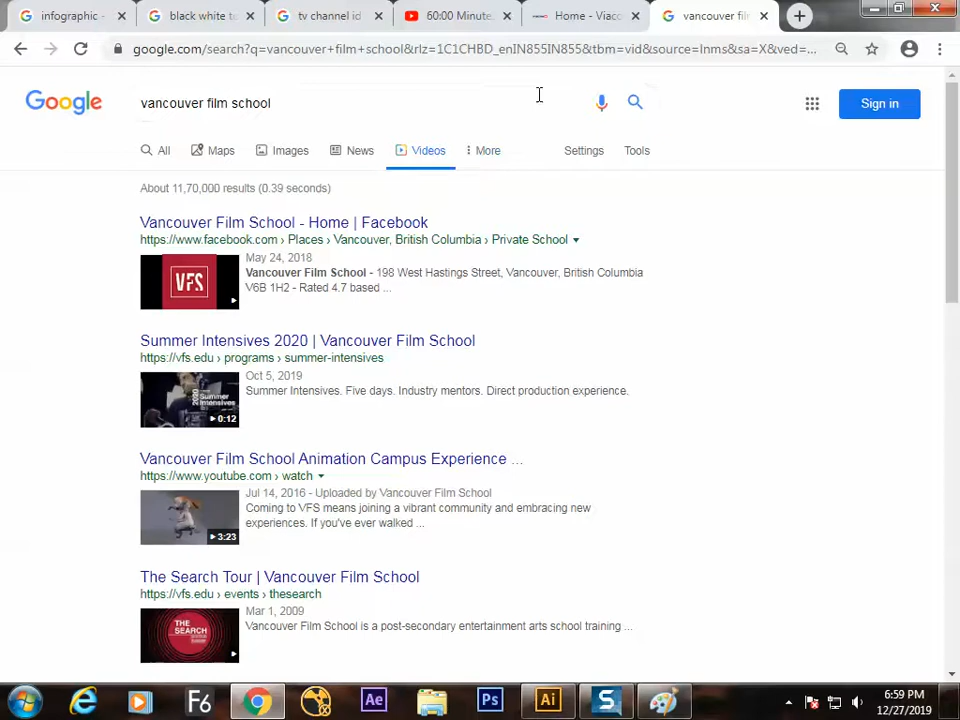 infographic -
black white t
tv channel id
60:00 Minute
Home - Viaco
vancouver fil
google.com/search?q=vancouver+film+school&rlz=1C1CHBD_enIN855IN855&tbm=vid&source=lnms&sa=X&ved=...
Google
vancouver film school
Sign in
All Maps Images News Videos More Settings Tools
About 11,70,000 results (0.39 seconds)
Vancouver Film School - Home | Facebook
https://www.facebook.com › Places › Vancouver, British Columbia › Private School
May 24, 2018
VFS
Vancouver Film School - 198 West Hastings Street, Vancouver, British Columbia
V6B 1H2 - Rated 4.7 based ...
Summer Intensives 2020 | Vancouver Film School
https://vfs.edu › programs › summer-intensives
Oct 5, 2019
2020 Summer Intensives
0:12
Summer Intensives. Five days. Industry mentors. Direct production experience.
Vancouver Film School Animation Campus Experience ...
https://www.youtube.com › watch
Jul 14, 2016 - Uploaded by Vancouver Film School
Coming to VFS means joining a vibrant community and embracing new
experiences. If you've ever walked ...
3:23
The Search Tour | Vancouver Film School
https://vfs.edu › events › thesearch
Mar 1, 2009
THE
SEARCH
Vancouver Film School is a post-secondary entertainment arts school training ...
F6
Ae
Ps
Ai
S
6:59 PM
12/27/2019